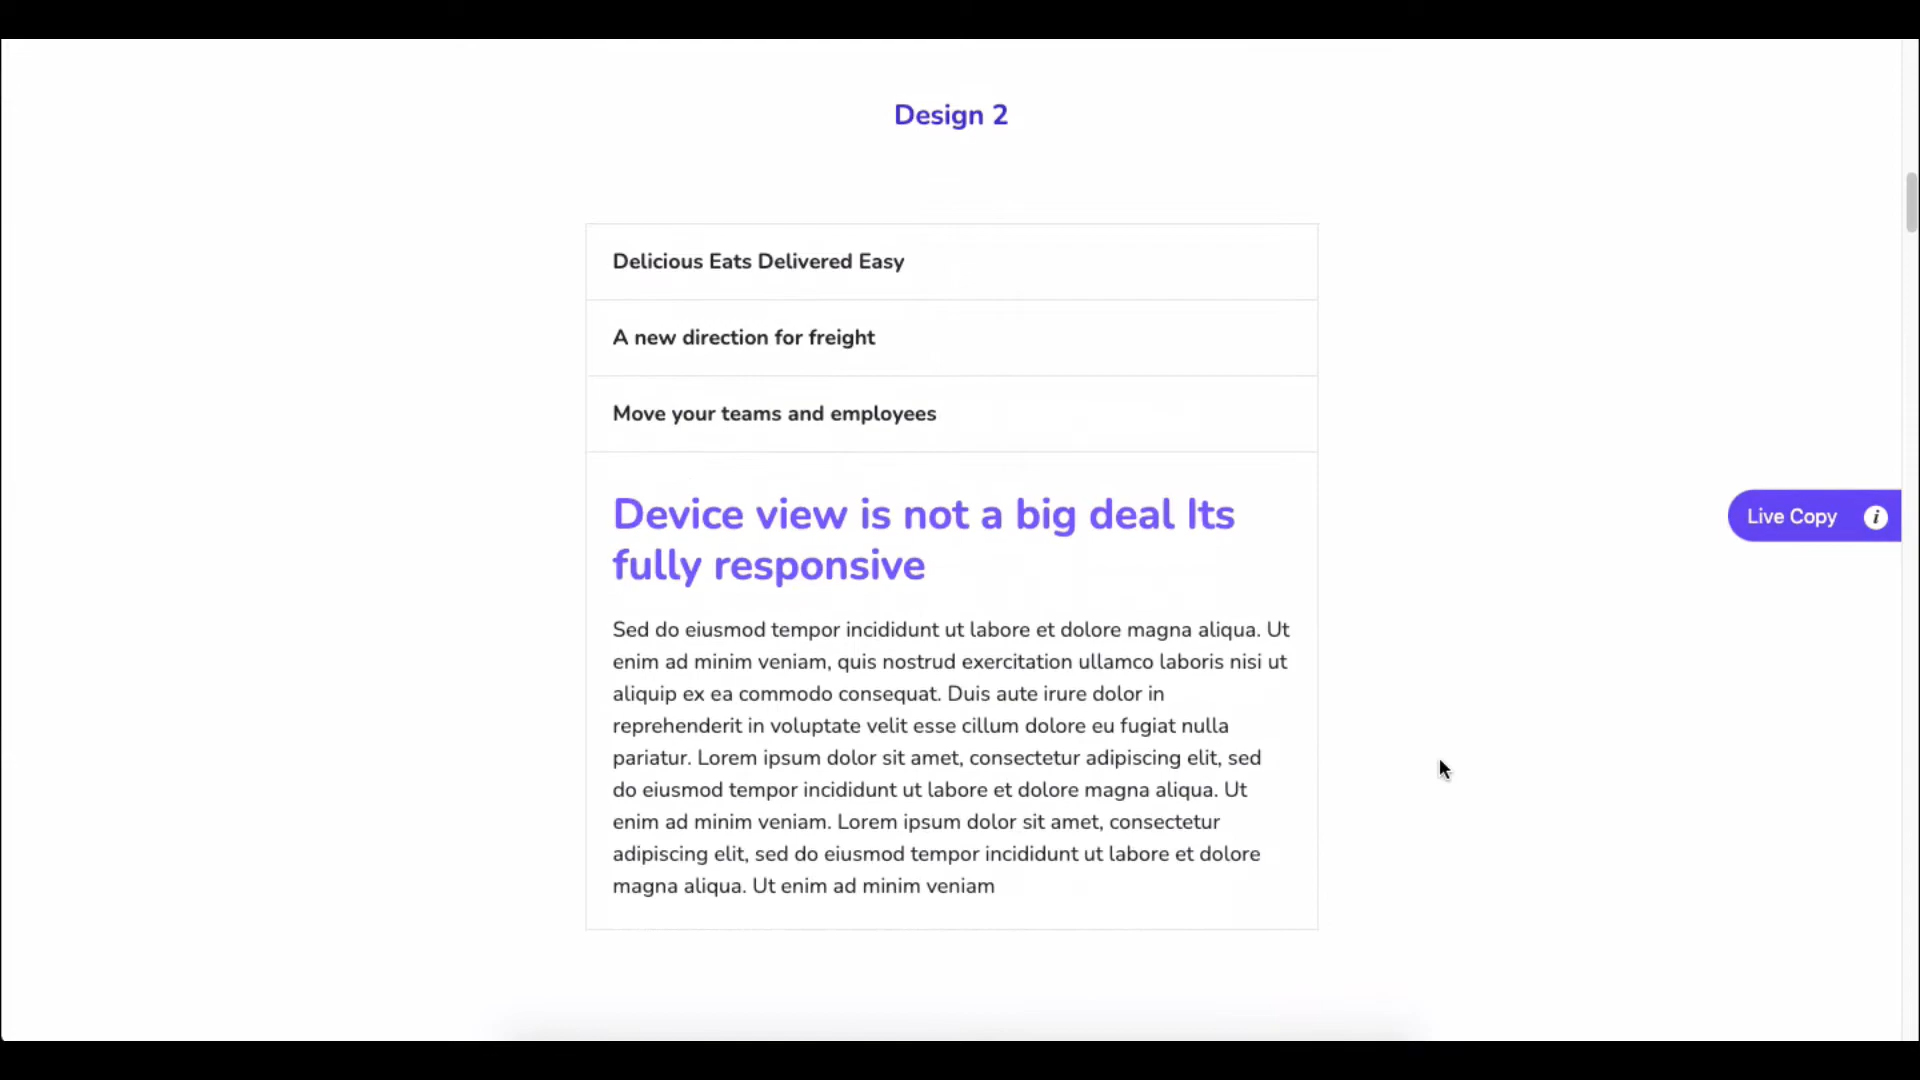 Design 2
Delicious Eats Delivered Easy
A new direction for freight
Move your teams and employees
Device view is not a big deal Its
fully responsive
Live Copy i
Sed do eiusmod tempor incididunt ut labore et dolore magna aliqua. Ut
enim ad minim veniam, quis nostrud exercitation ullamco laboris nisi ut
aliquip ex ea commodo consequat. Duis aute irure dolor in
reprehenderit in voluptate velit esse cillum dolore eu fugiat nulla
pariatur. Lorem ipsum dolor sit amet, consectetur adipiscing elit, sed
do eiusmod tempor incididunt ut labore et dolore magna aliqua. Ut
enim ad minim veniam. Lorem ipsum dolor sit amet, consectetur
adipiscing elit, sed do eiusmod tempor incididunt ut labore et dolore
magna aliqua. Ut enim ad minim veniam